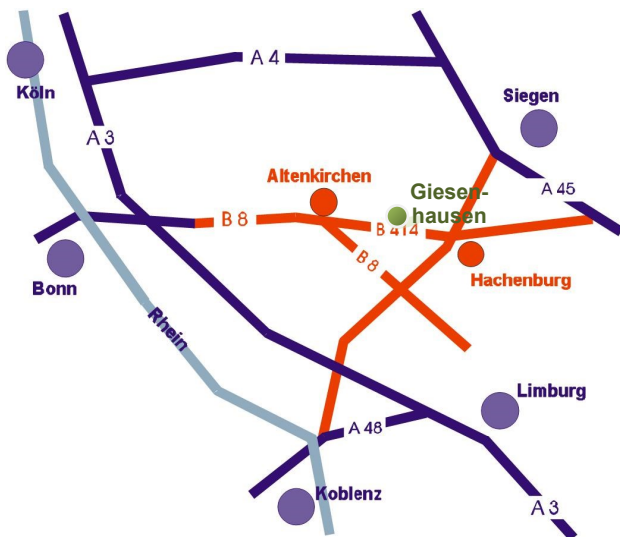 A 4
Köln
Siegen
A 3
Altenkirchen
Giesen-
hausen
A 45
B 8
B 414
B 8
Hachenburg
Bonn
Rhein
Limburg
A 48
Koblenz
A 3